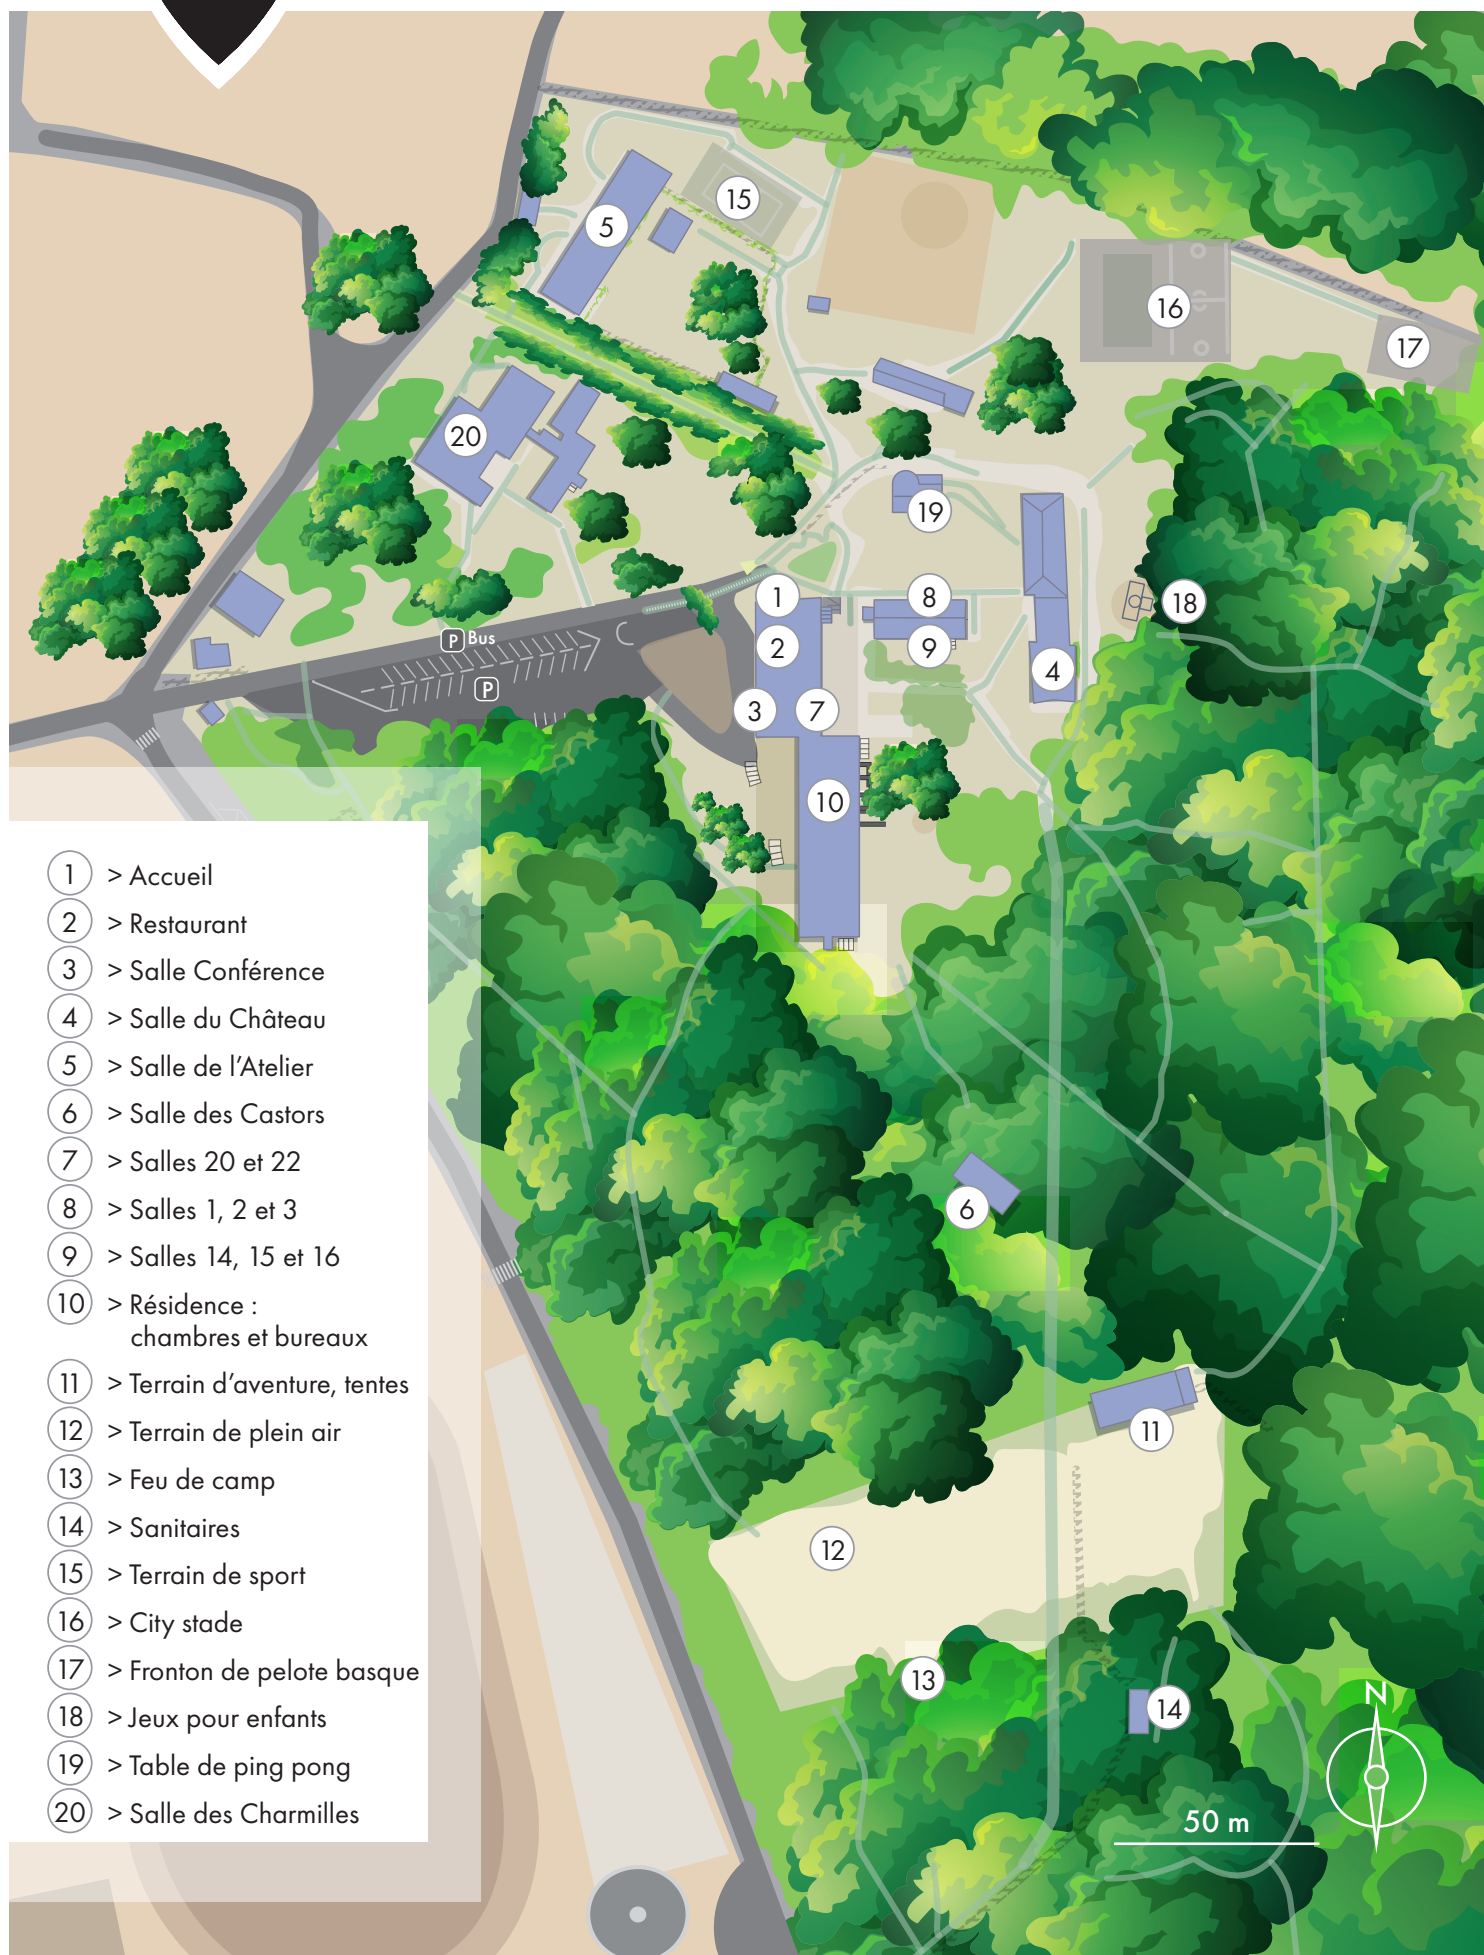 15
5
16
17
20
19
1
8
18
P Bus
2
9
4
P
3
7
10
1 > Accueil
2 > Restaurant
3 > Salle Conférence
4 > Salle du Château
5 > Salle de l'Atelier
6 > Salle des Castors
7 > Salles 20 et 22
8 > Salles 1, 2 et 3
9 > Salles 14, 15 et 16
10 > Résidence :
chambres et bureaux
11 > Terrain d'aventure, tentes
12 > Terrain de plein air
13 > Feu de camp
14 > Sanitaires
15 > Terrain de sport
16 > City stade
17 > Fronton de pelote basque
18 > Jeux pour enfants
19 > Table de ping pong
20 > Salle des Charmilles
6
11
12
13
14
N
50 m